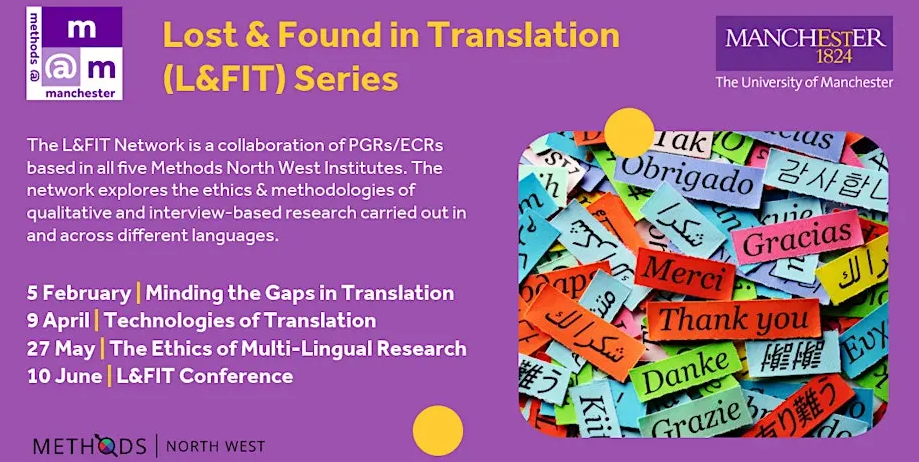 methods @
m
@m
manchester
Lost & Found in Translation
(L&FIT) Series
MANCHESTER
1824
The University of Manchester
The L&FIT Network is a collaboration of PGRs/ECRs
based in all five Methods North West Institutes. The
network explores the ethics & methodologies of
qualitative and interview-based research carried out in
and across different languages.
5 February | Minding the Gaps in Translation
9 April | Technologies of Translation
27 May | The Ethics of Multi-Lingual Research
10 June | L&FIT Conference
METHODS | NORTH WEST
Tak
Obrigado
감사합니
شكرا
Gracias
Merci
شكرا لك
Thank you
Danke
Grazie
有り難う